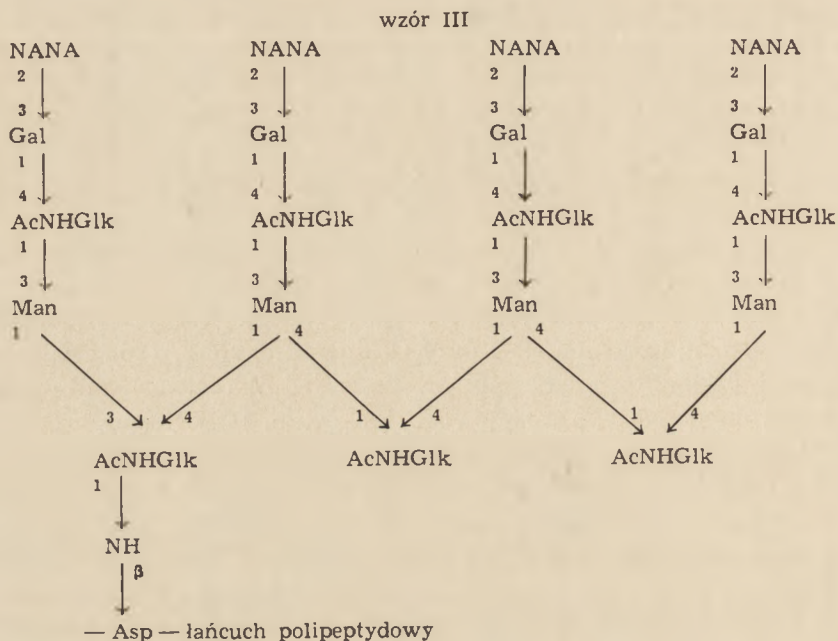 wzór III
NANA NANA NANA NANA
2 2 2 2
3 3 3 3
Gal Gal Gal Gal
1 1 1 1
4 4 4 4
AcNHGlk AcNHGlk AcNHGlk AcNHGlk
1 1 1 1
3 3 3 3
Man Man Man Man
1 1 4 1 4 1
3 4 1 4 1 4
AcNHGlk AcNHGlk AcNHGlk
1
NH
β
— Asp — łańcuch polipeptydowy